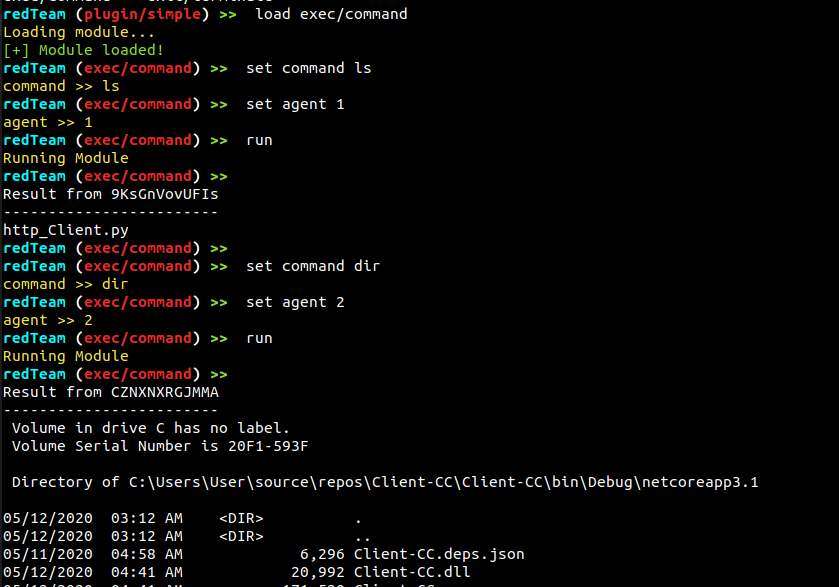 redTeam (plugin/simple) >>  load exec/command
Loading module...
[+] Module loaded!
redTeam (exec/command) >>  set command ls
command >> ls
redTeam (exec/command) >>  set agent 1
agent >> 1
redTeam (exec/command) >>  run
Running Module
redTeam (exec/command) >>
Result from 9KsGnVovUFIs
------------------------
http_Client.py
redTeam (exec/command) >>
redTeam (exec/command) >>  set command dir
command >> dir
redTeam (exec/command) >>  set agent 2
agent >> 2
redTeam (exec/command) >>  run
Running Module
redTeam (exec/command) >>
Result from CZNXNXRGJMMA
------------------------
 Volume in drive C has no label.
 Volume Serial Number is 20F1-593F

 Directory of C:\Users\User\source\repos\Client-CC\Client-CC\bin\Debug\netcoreapp3.1

05/12/2020  03:12 AM    <DIR>          .
05/12/2020  03:12 AM    <DIR>          ..
05/11/2020  04:58 AM             6,296 Client-CC.deps.json
05/12/2020  04:41 AM            20,992 Client-CC.dll